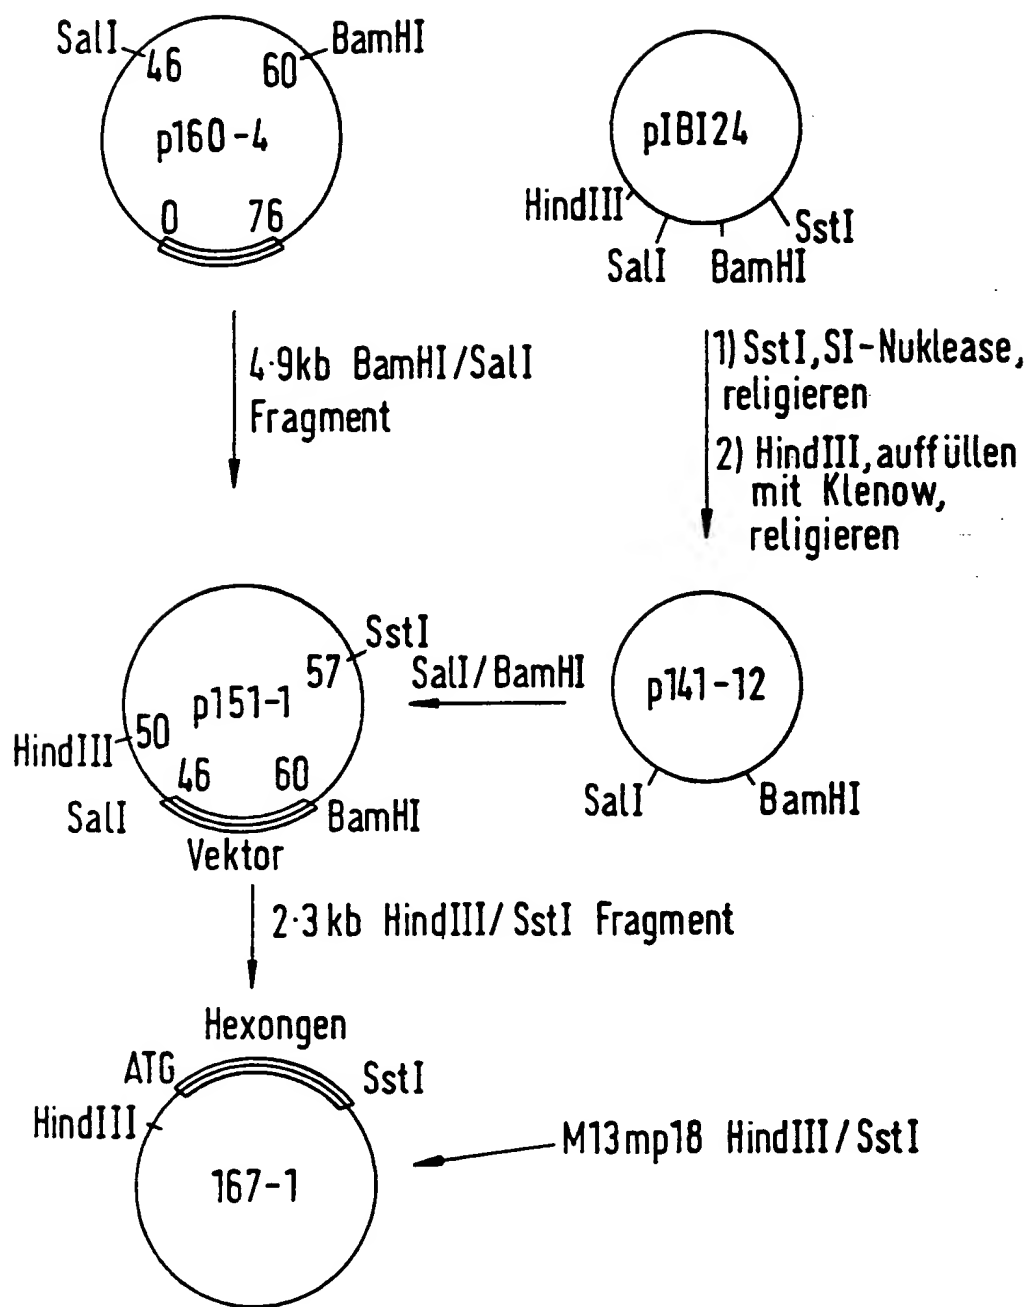 SalI
46
60
BamHI
p160-4
0
76
pIBI24
HindIII
SalI
BamHI
SstI
4·9kb BamHI/SalI
Fragment
1) SstI, SI-Nuklease,
religieren
2) HindIII, auffüllen
mit Klenow,
religieren
SstI
57
p151-1
HindIII
50
46
60
SalI
BamHI
Vektor
SalI/BamHI
p141-12
SalI
BamHI
2·3kb HindIII/SstI Fragment
Hexongen
ATG
SstI
HindIII
167-1
M13mp18 HindIII/SstI